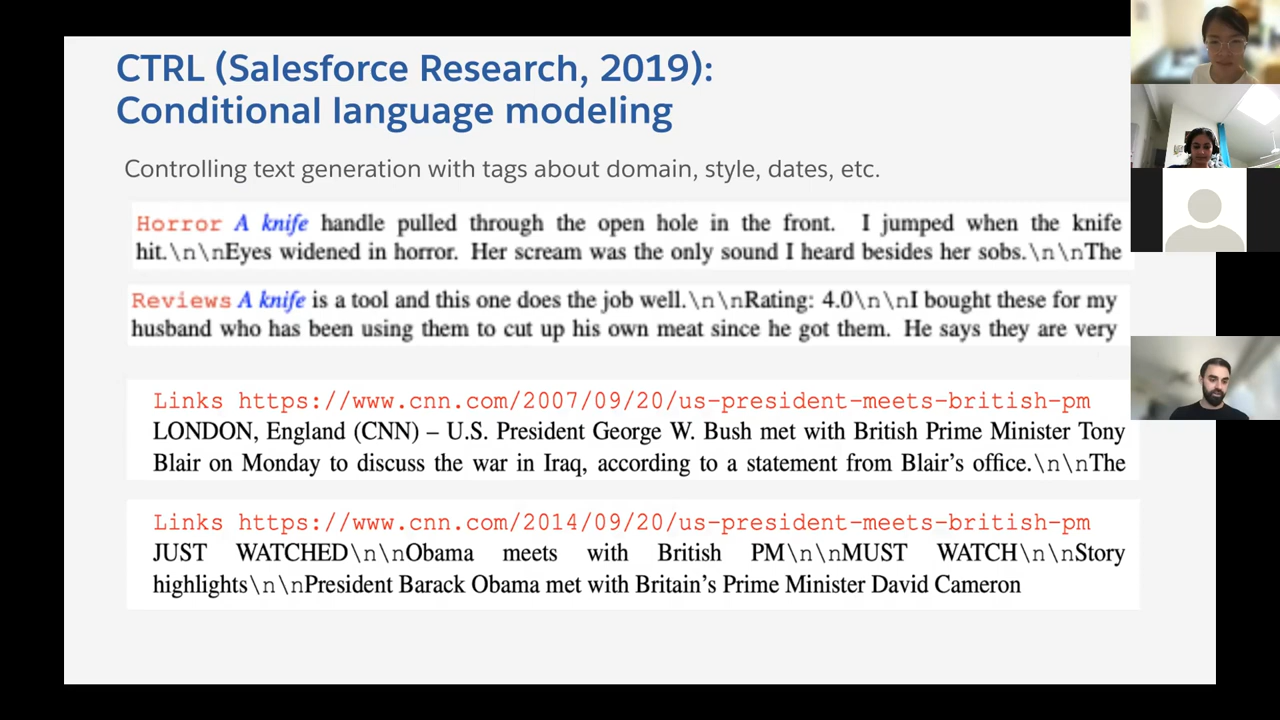 CTRL (Salesforce Research, 2019):
Conditional language modeling
Controlling text generation with tags about domain, style, dates, etc.
Horror A knife handle pulled through the open hole in the front. I jumped when the knife
hit.\n\nEyes widened in horror. Her scream was the only sound I heard besides her sobs.\n\nThe
Reviews A knife is a tool and this one does the job well.\n\nRating: 4.0\n\nI bought these for my
husband who has been using them to cut up his own meat since he got them. He says they are very
Links https://www.cnn.com/2007/09/20/us-president-meets-british-pm
LONDON, England (CNN) – U.S. President George W. Bush met with British Prime Minister Tony
Blair on Monday to discuss the war in Iraq, according to a statement from Blair's office.\n\nThe
Links https://www.cnn.com/2014/09/20/us-president-meets-british-pm
JUST WATCHED\n\nObama meets with British PM\n\nMUST WATCH\n\nStory
highlights\n\nPresident Barack Obama met with Britain's Prime Minister David Cameron